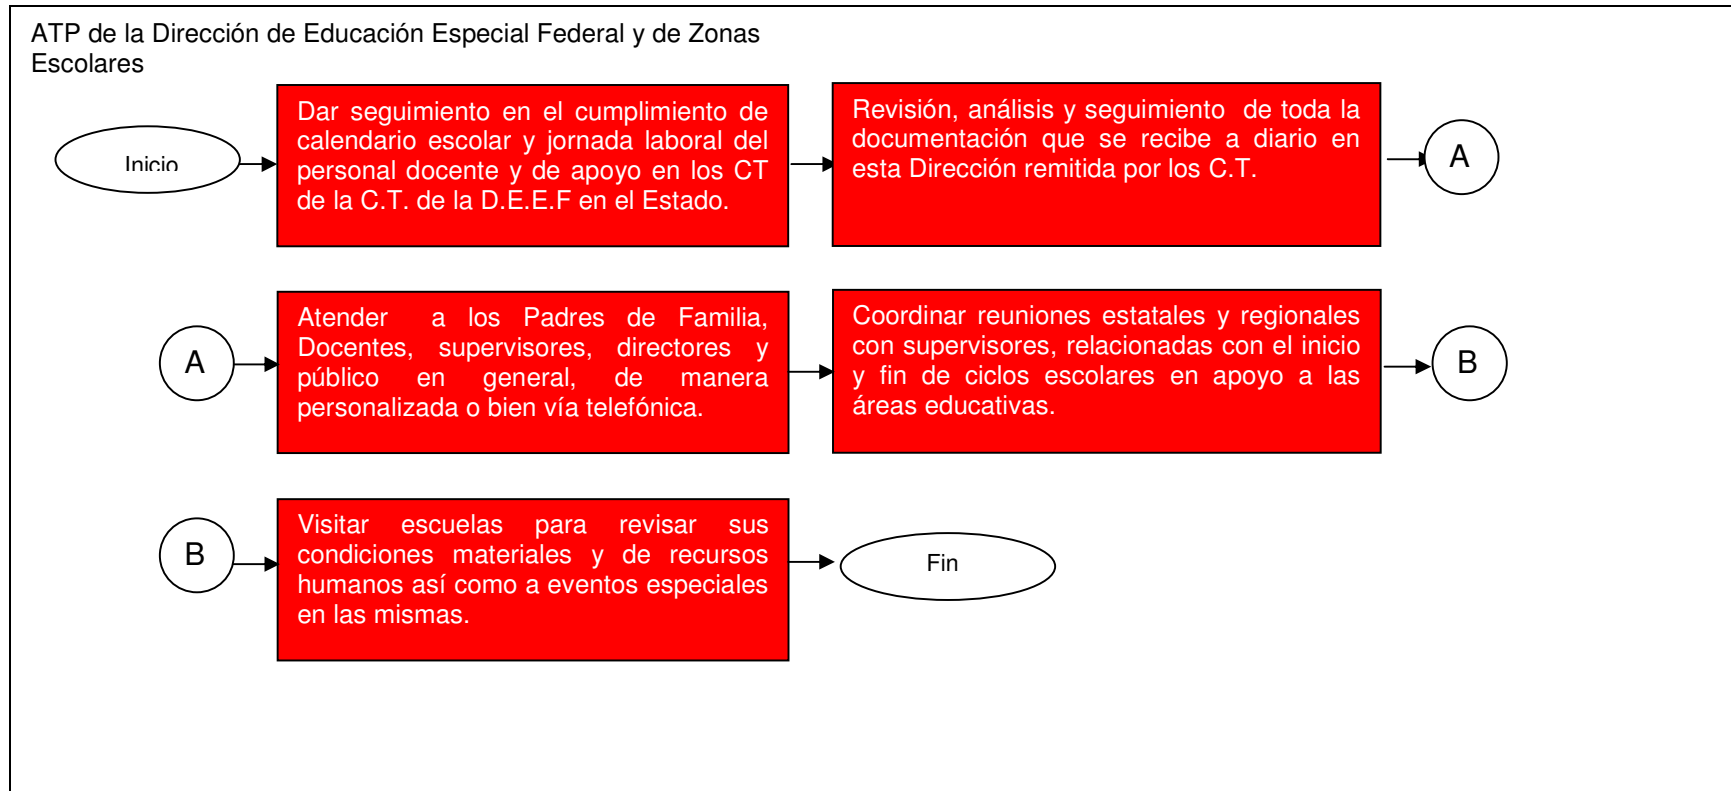 ATP de la Dirección de Educación Especial Federal y de Zonas
Escolares
Inicio
Dar seguimiento en el cumplimiento de
calendario escolar y jornada laboral del
personal docente y de apoyo en los CT
de la C.T. de la D.E.E.F en el Estado.
Revisión, análisis y seguimiento de toda la
documentación que se recibe a diario en
esta Dirección remitida por los C.T.
A
A
Atender a los Padres de Familia,
Docentes, supervisores, directores y
público en general, de manera
personalizada o bien vía telefónica.
Coordinar reuniones estatales y regionales
con supervisores, relacionadas con el inicio
y fin de ciclos escolares en apoyo a las
áreas educativas.
B
B
Visitar escuelas para revisar sus
condiciones materiales y de recursos
humanos así como a eventos especiales
en las mismas.
Fin